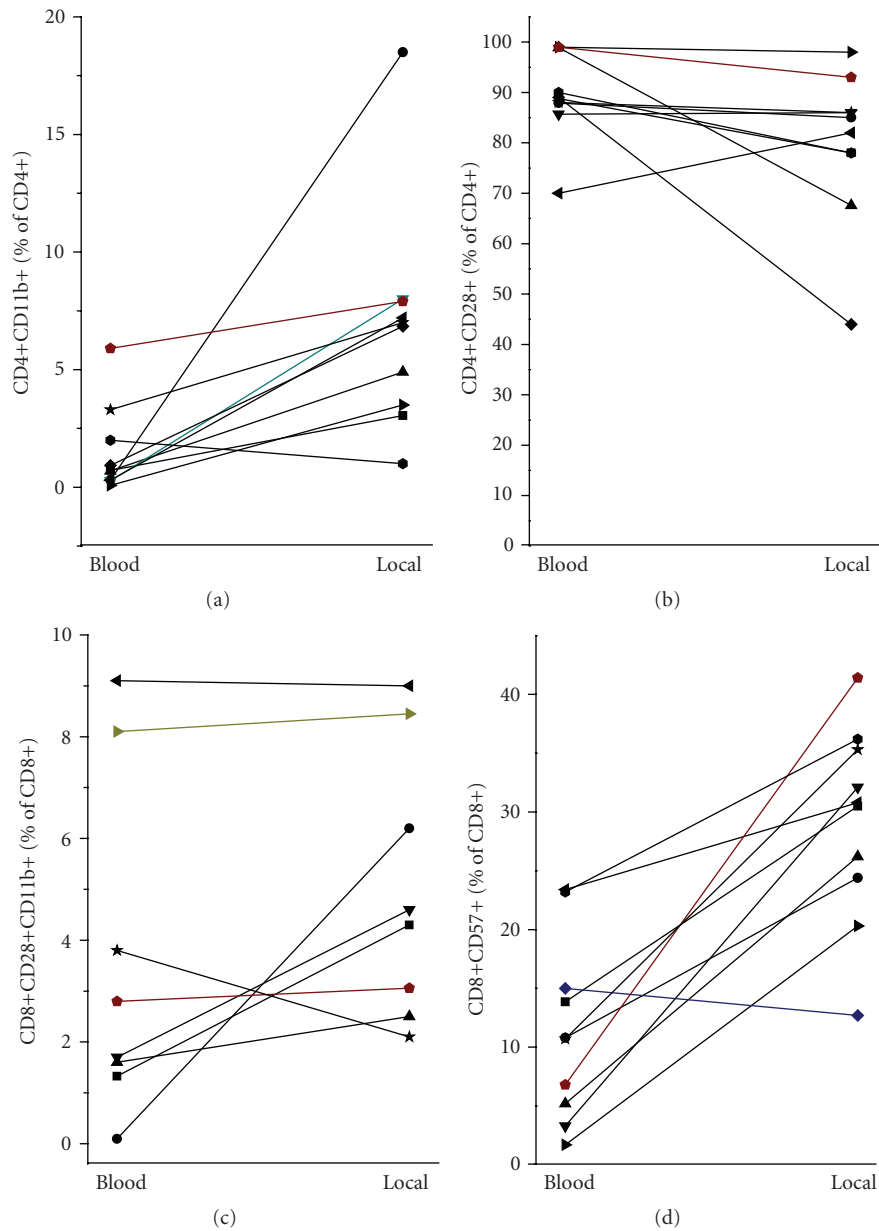 20
15
10
5
0
CD4+CD11b+ (% of CD4+)
Blood
Local
(a)
100
90
80
70
60
50
40
30
20
10
0
CD4+CD28+ (% of CD4+)
Blood
Local
(b)
10
8
6
4
2
0
CD8+CD28+CD11b+ (% of CD8+)
Blood
Local
(c)
40
30
20
10
0
CD8+CD57+ (% of CD8+)
Blood
Local
(d)